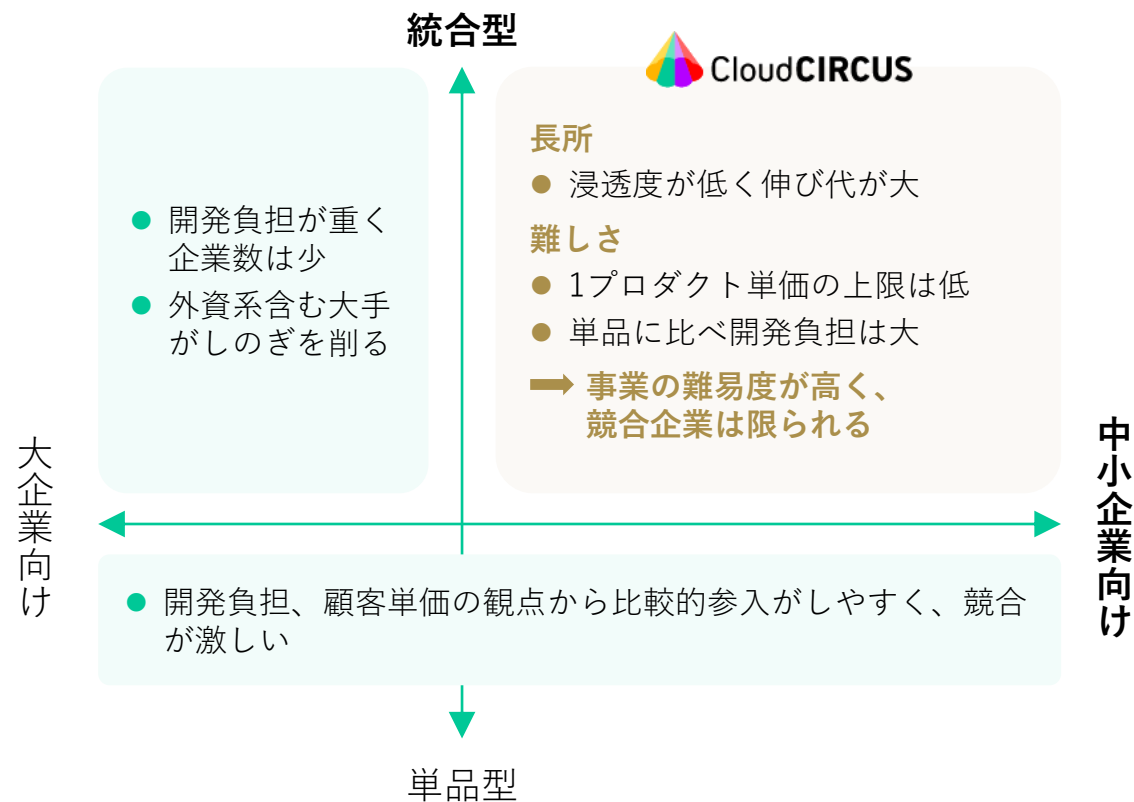 統合型
CloudCIRCUS
長所
● 浸透度が低く伸び代が大
難しさ
● 1プロダクト単価の上限は低
● 単品に比べ開発負担は大
事業の難易度が高く、
競合企業は限られる
● 開発負担が重く
企業数は少
● 外資系含む大手
がしのぎを削る
大企業向け
中小企業向け
● 開発負担、顧客単価の観点から比較的参入がしやすく、競合
が激しい
単品型